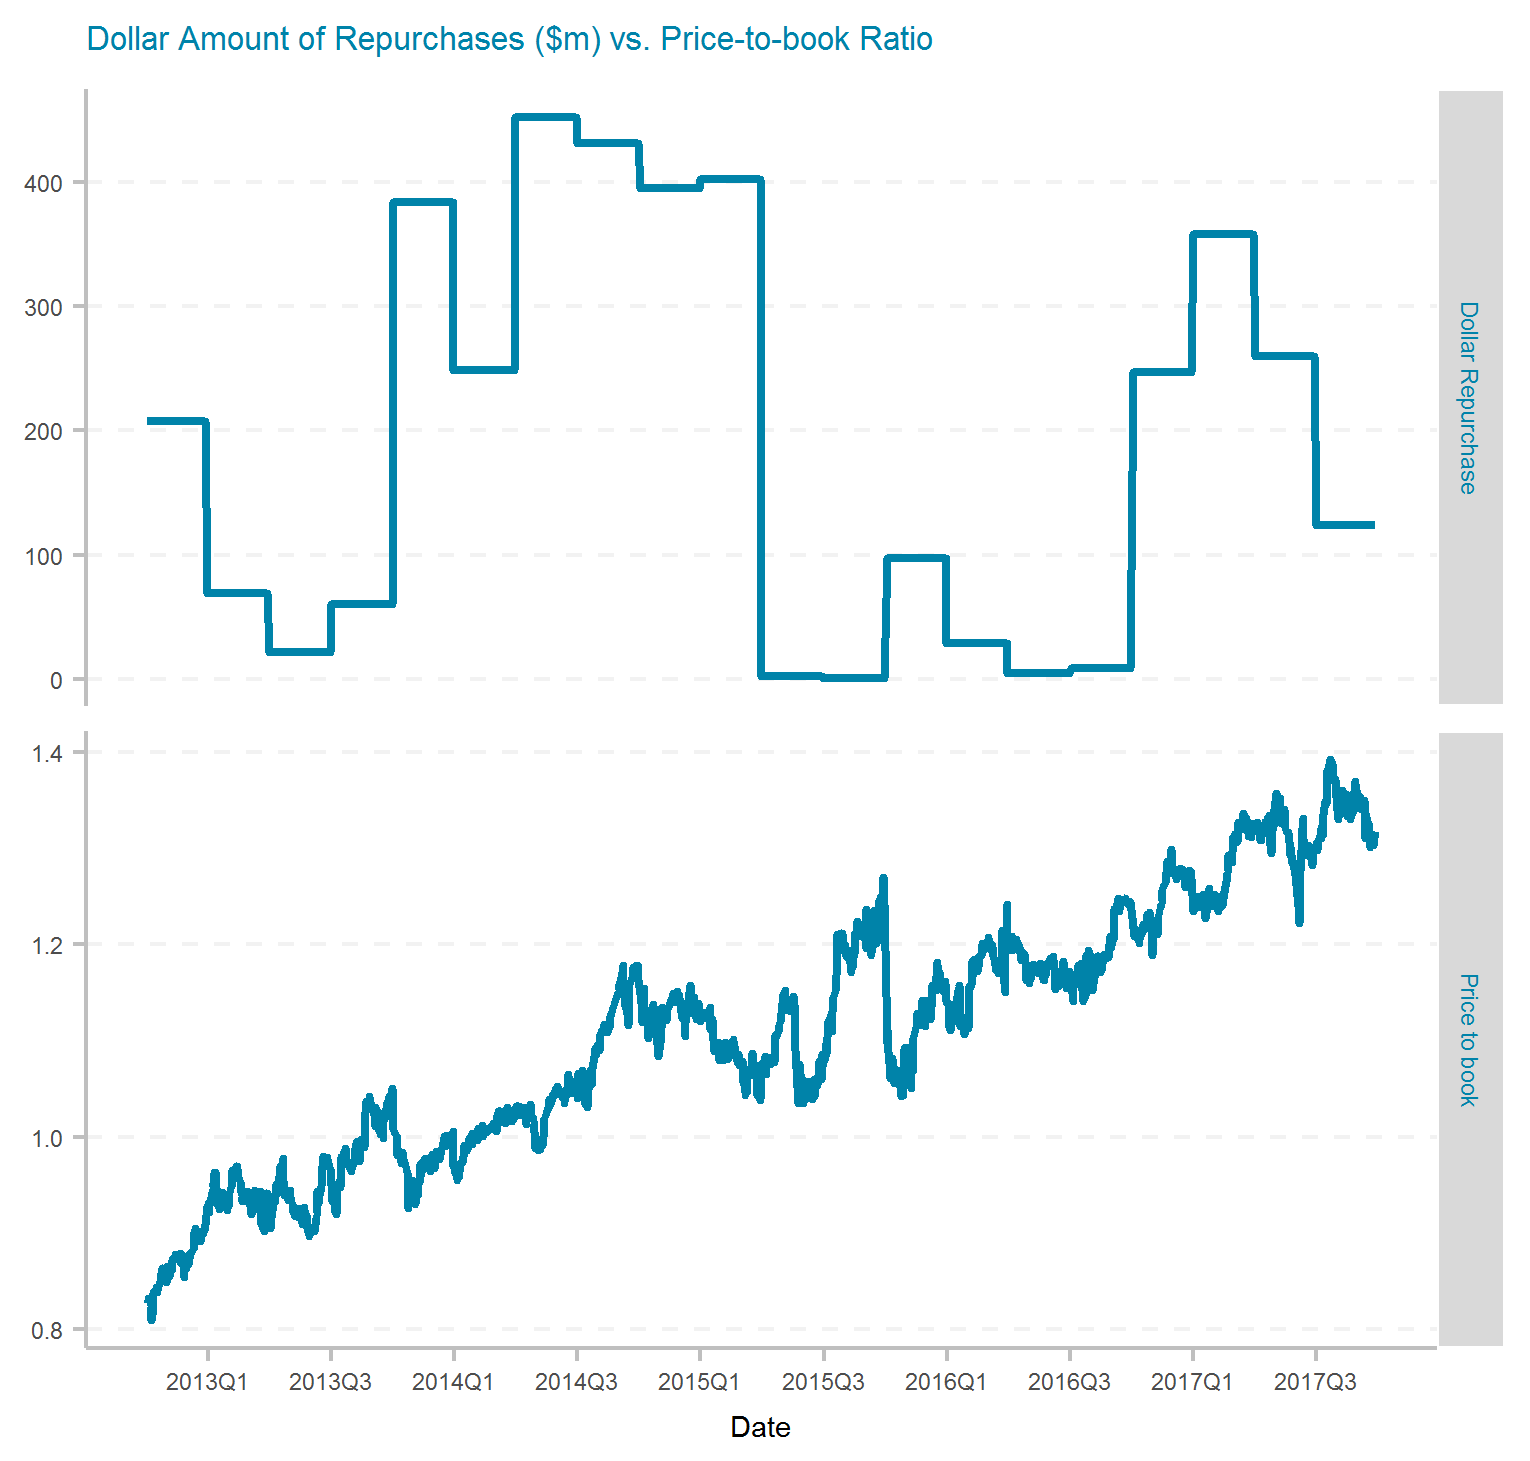 Dollar Amount of Repurchases ($m) vs. Price-to-book Ratio
400
300
200
100
0
Dollar Repurchase
1.4
1.2
1.0
0.8
Price to book
2013Q1 2013Q3 2014Q1 2014Q3 2015Q1 2015Q3 2016Q1 2016Q3 2017Q1 2017Q3
Date